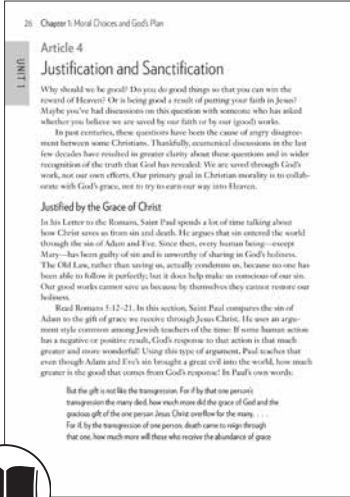 26 Chapter 1: Moral Choices and God's Plan
UNIT 1
Article 4
Justification and Sanctification
Why should we be good? Do you do good things so that you can win the
reward of Heaven? Or is being good a result of putting your faith in Jesus?
Maybe you've had discussions on this question with someone who has asked
whether you believe we are saved by our faith or by our (good) works.
In past centuries, these questions have been the cause of angry disagree-
ment between some Christians. Thankfully, ecumenical discussions in the last
few decades have resulted in greater clarity about these questions and in wider
recognition of the truth that God has revealed: We are saved through God's
work, not our own efforts. Our primary goal in Christian morality is to collab-
orate with God's grace, not to try to earn our way into Heaven.
Justified by the Grace of Christ
In his Letter to the Romans, Saint Paul spends a lot of time talking about
how Christ saves us from sin and death. He argues that sin entered the world
through the sin of Adam and Eve. Since then, every human being—except
Mary—has been guilty of sin and is unworthy of sharing in God's holiness.
The Old Law, rather than saving us, actually condemns us, because no one has
been able to follow it perfectly; but it does help make us conscious of our sin.
Our good works cannot save us because by themselves they cannot restore our
holiness.
Read Romans 5:12–21. In this section, Saint Paul compares the sin of
Adam to the gift of grace we receive through Jesus Christ. He uses an argu-
ment style common among Jewish teachers of the time: If some human action
has a negative or positive result, God's response to that action is that much
greater and more wonderful! Using this type of argument, Paul teaches that
even though Adam and Eve's sin brought a great evil into the world, how much
greater is the good that comes from God's response! In Paul's own words:
But the gift is not like the transgression. For if by that one person's
transgression the many died, how much more did the grace of God and the
gracious gift of the one person Jesus Christ overflow for the many. . . .
For if, by the transgression of one person, death came to reign through
that one, how much more will those who receive the abundance of grace